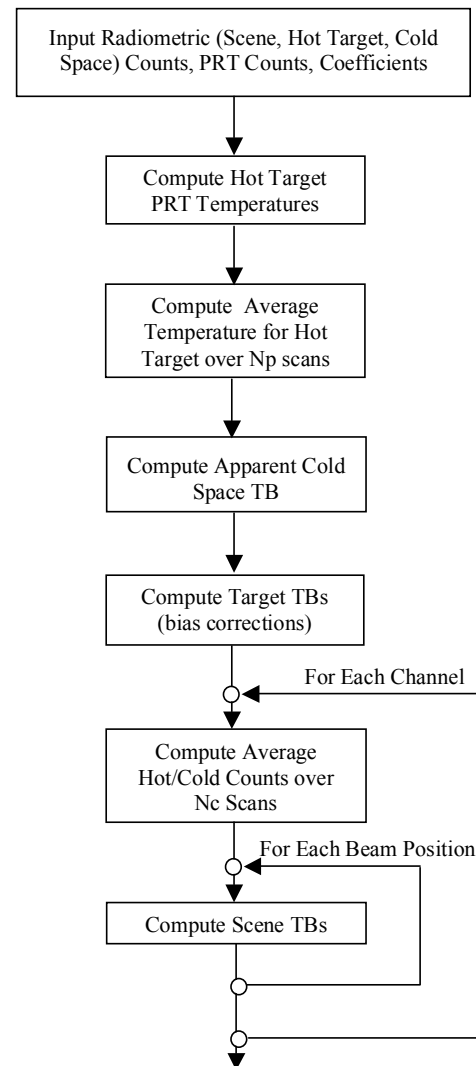 Input Radiometric (Scene, Hot Target, Cold
Space) Counts, PRT Counts, Coefficients
Compute Hot Target
PRT Temperatures
Compute Average
Temperature for Hot
Target over Np scans
Compute Apparent Cold
Space TB
Compute Target TBs
(bias corrections)
For Each Channel
Compute Average
Hot/Cold Counts over
Nc Scans
For Each Beam Position
Compute Scene TBs